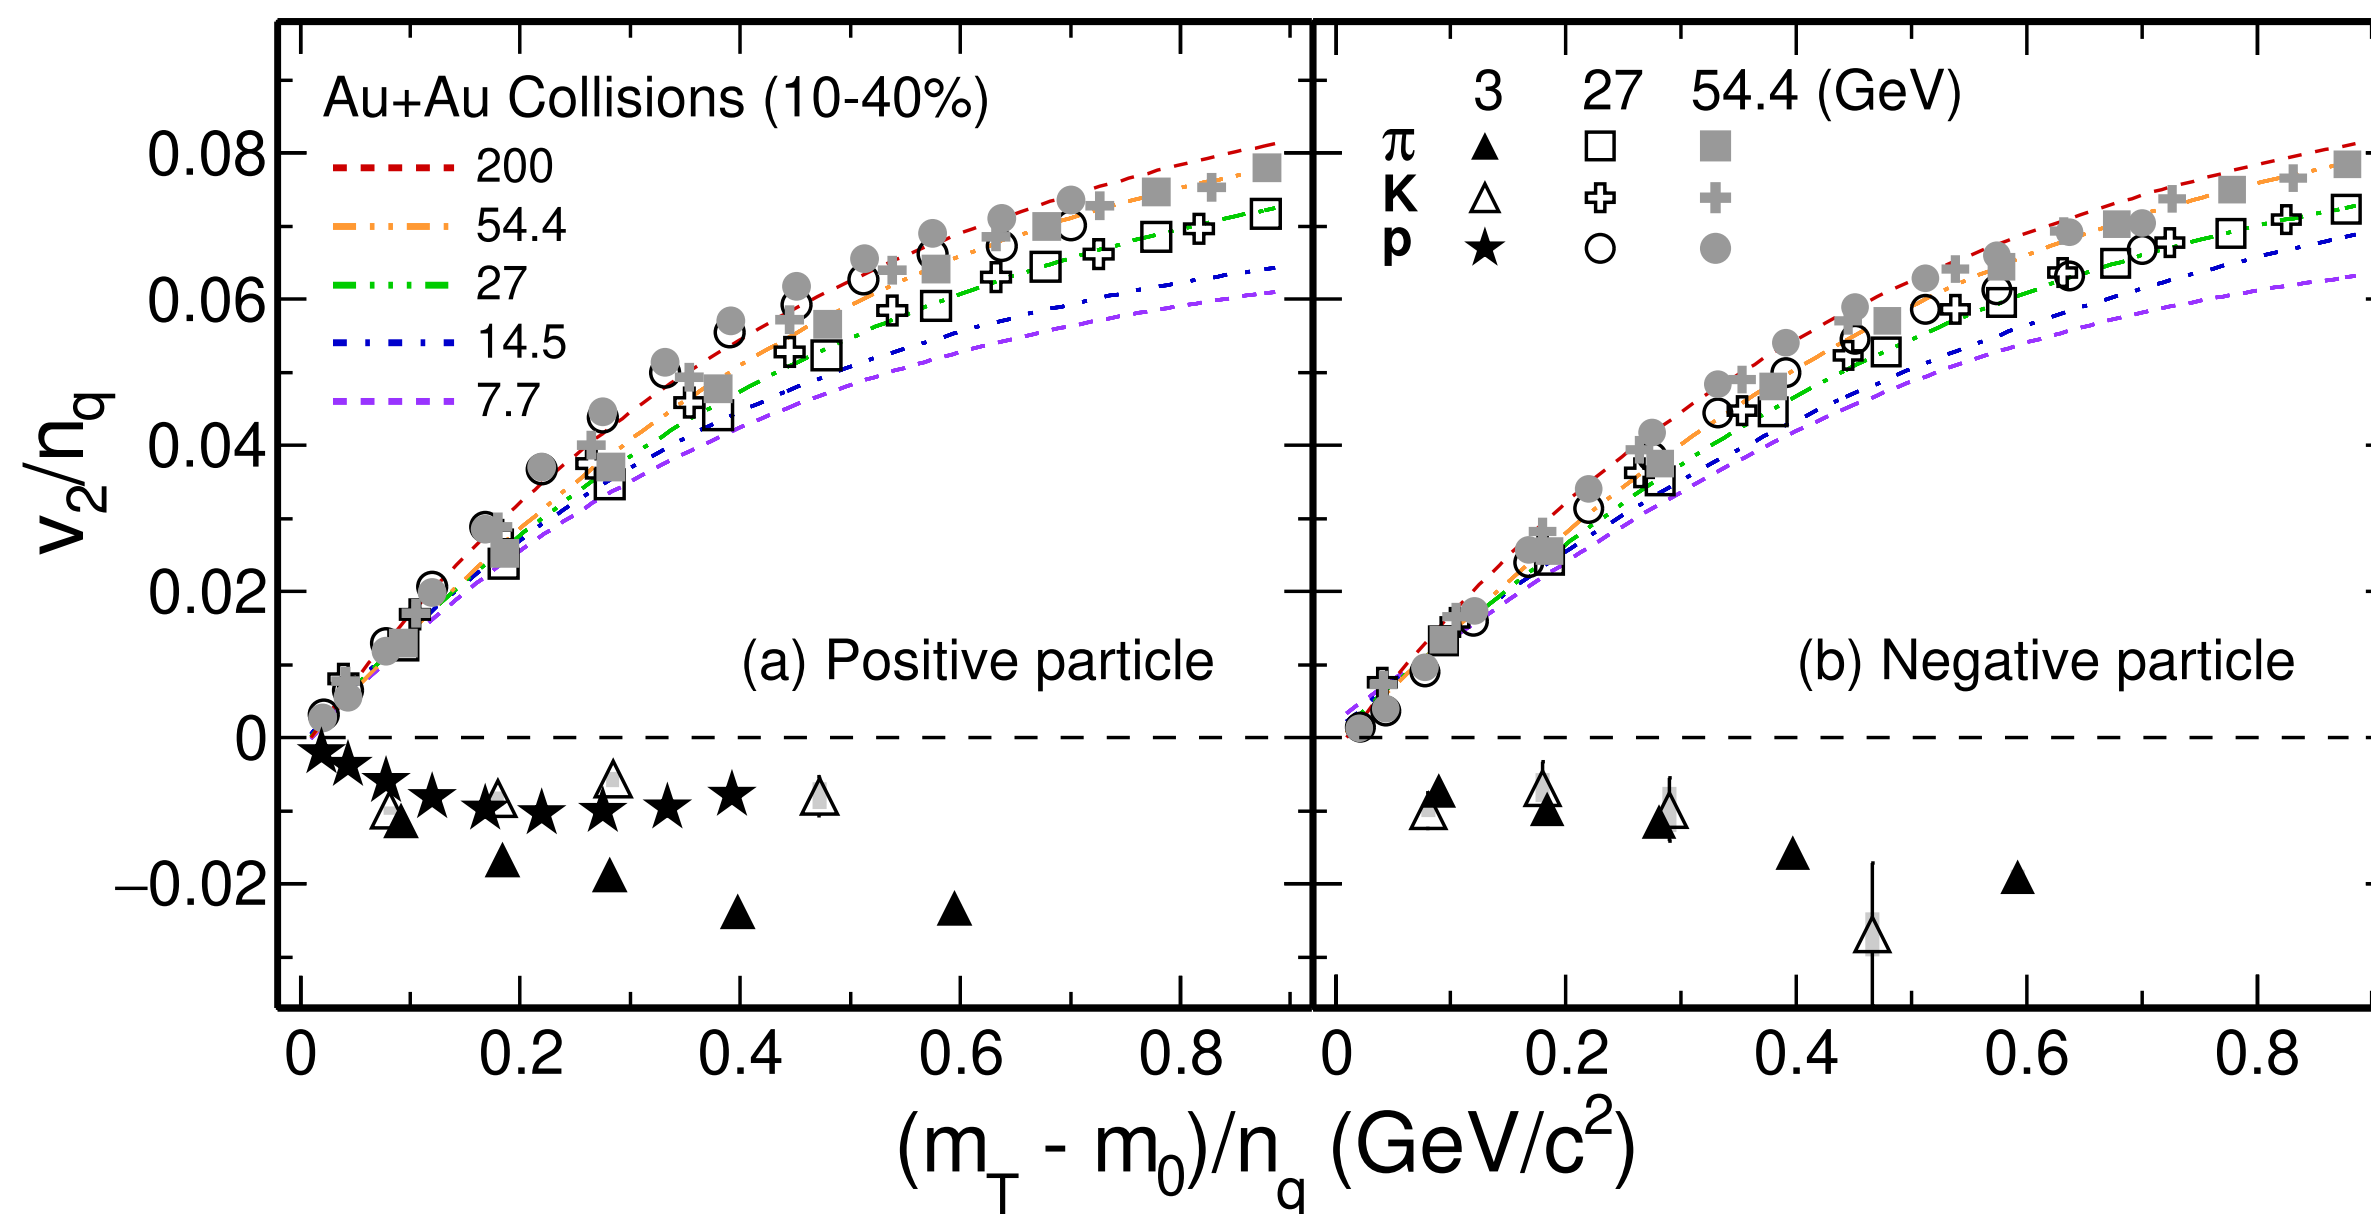 Au+Au Collisions (10-40%)
200
54.4
27
14.5
7.7
3 27 54.4 (GeV)
π
K
p
(a) Positive particle
(b) Negative particle
v2/nq
0.08
0.06
0.04
0.02
0
−0.02
0 0.2 0.4 0.6 0.8
0 0.2 0.4 0.6 0.8
(mT - m0)/nq (GeV/c²)